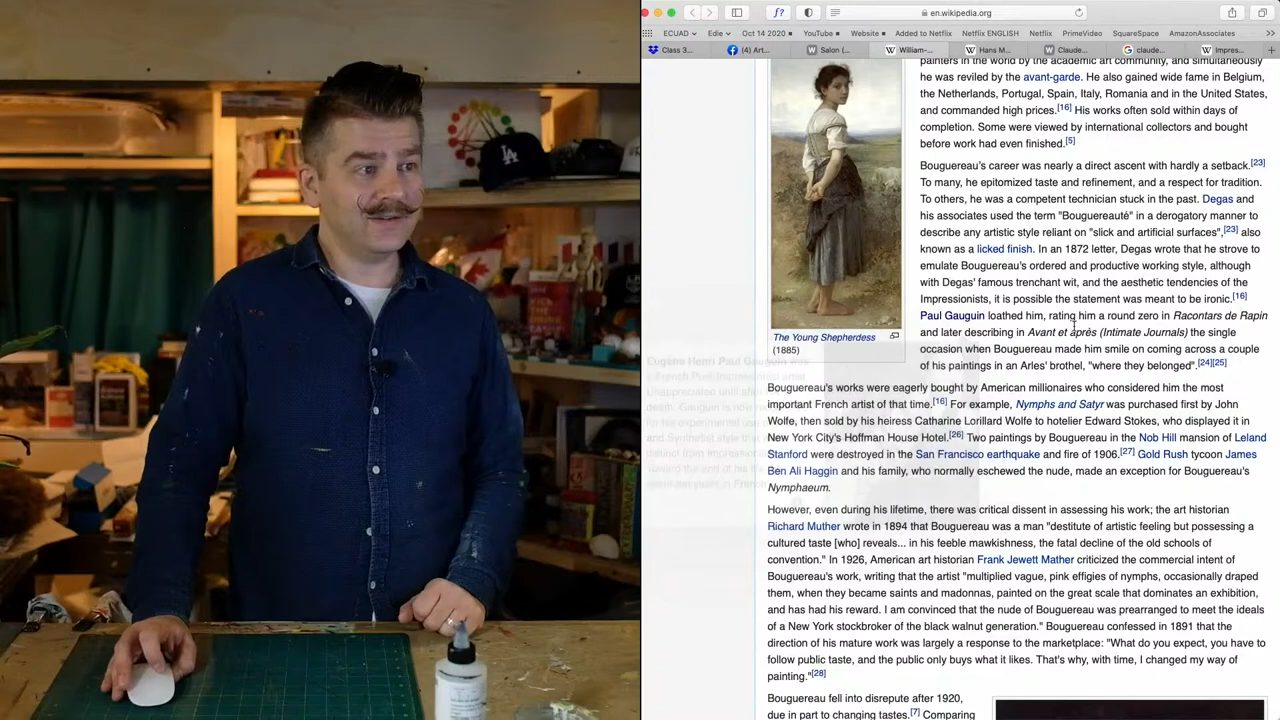 en.wikipedia.org
ECUAD
Edie
Oct 14 2020
YouTube
Website
Added to Netflix
Netflix ENGLISH
Netflix
PrimeVideo
SquareSpace
AmazonAssociates
Class 3...
(4) Art...
Salon (...
William-...
Hans M...
Claude...
claude...
Impres...
painters in the world by the academic art community, and simultaneously
he was reviled by the avant-garde. He also gained wide fame in Belgium,
the Netherlands, Portugal, Spain, Italy, Romania and in the United States,
and commanded high prices.[16] His works often sold within days of
completion. Some were viewed by international collectors and bought
before work had even finished.[5]
Bouguereau's career was nearly a direct ascent with hardly a setback.[23]
To many, he epitomized taste and refinement, and a respect for tradition.
To others, he was a competent technician stuck in the past. Degas and
his associates used the term "Bouguereauté" in a derogatory manner to
describe any artistic style reliant on "slick and artificial surfaces",[23] also
known as a licked finish. In an 1872 letter, Degas wrote that he strove to
emulate Bouguereau's ordered and productive working style, although
with Degas' famous trenchant wit, and the aesthetic tendencies of the
Impressionists, it is possible the statement was meant to be ironic.[16]
Paul Gauguin loathed him, rating him a round zero in Racontars de Rapin
and later describing in Avant et après (Intimate Journals) the single
occasion when Bouguereau made him smile on coming across a couple
of his paintings in an Arles' brothel, "where they belonged".[24][25]
The Young Shepherdess
(1885)
Bouguereau's works were eagerly bought by American millionaires who considered him the most
important French artist of that time.[16] For example, Nymphs and Satyr was purchased first by John
Wolfe, then sold by his heiress Catharine Lorillard Wolfe to hotelier Edward Stokes, who displayed it in
New York City's Hoffman House Hotel.[26] Two paintings by Bouguereau in the Nob Hill mansion of Leland
Stanford were destroyed in the San Francisco earthquake and fire of 1906.[27] Gold Rush tycoon James
Ben Ali Haggin and his family, who normally eschewed the nude, made an exception for Bouguereau's
Nymphaeum.
However, even during his lifetime, there was critical dissent in assessing his work; the art historian
Richard Muther wrote in 1894 that Bouguereau was a man "destitute of artistic feeling but possessing a
cultured taste [who] reveals... in his feeble mawkishness, the fatal decline of the old schools of
convention." In 1926, American art historian Frank Jewett Mather criticized the commercial intent of
Bouguereau's work, writing that the artist "multiplied vague, pink effigies of nymphs, occasionally draped
them, when they became saints and madonnas, painted on the great scale that dominates an exhibition,
and has had his reward. I am convinced that the nude of Bouguereau was prearranged to meet the ideals
of a New York stockbroker of the black walnut generation." Bouguereau confessed in 1891 that the
direction of his mature work was largely a response to the marketplace: "What do you expect, you have to
follow public taste, and the public only buys what it likes. That's why, with time, I changed my way of
painting."[28]
Bouguereau fell into disrepute after 1920,
due in part to changing tastes.[7] Comparing